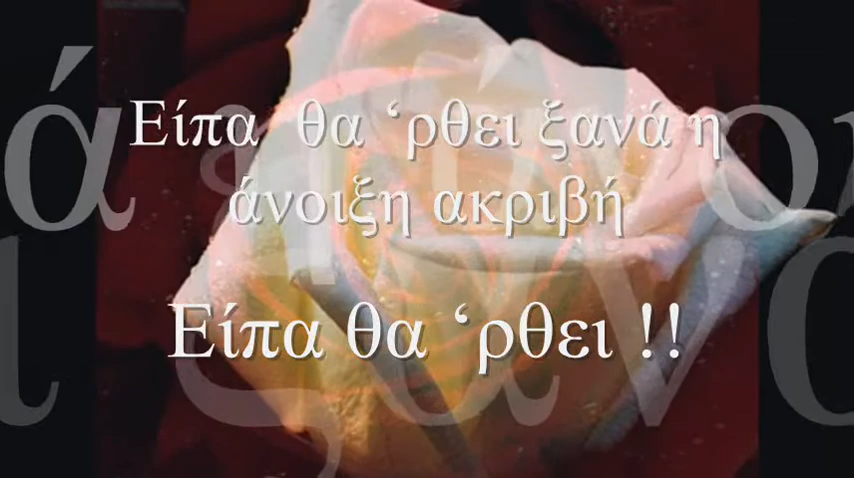 Είπα θα ‘ρθει ξανά η
άνοιξη ακριβή
Είπα θα ‘ρθει !!